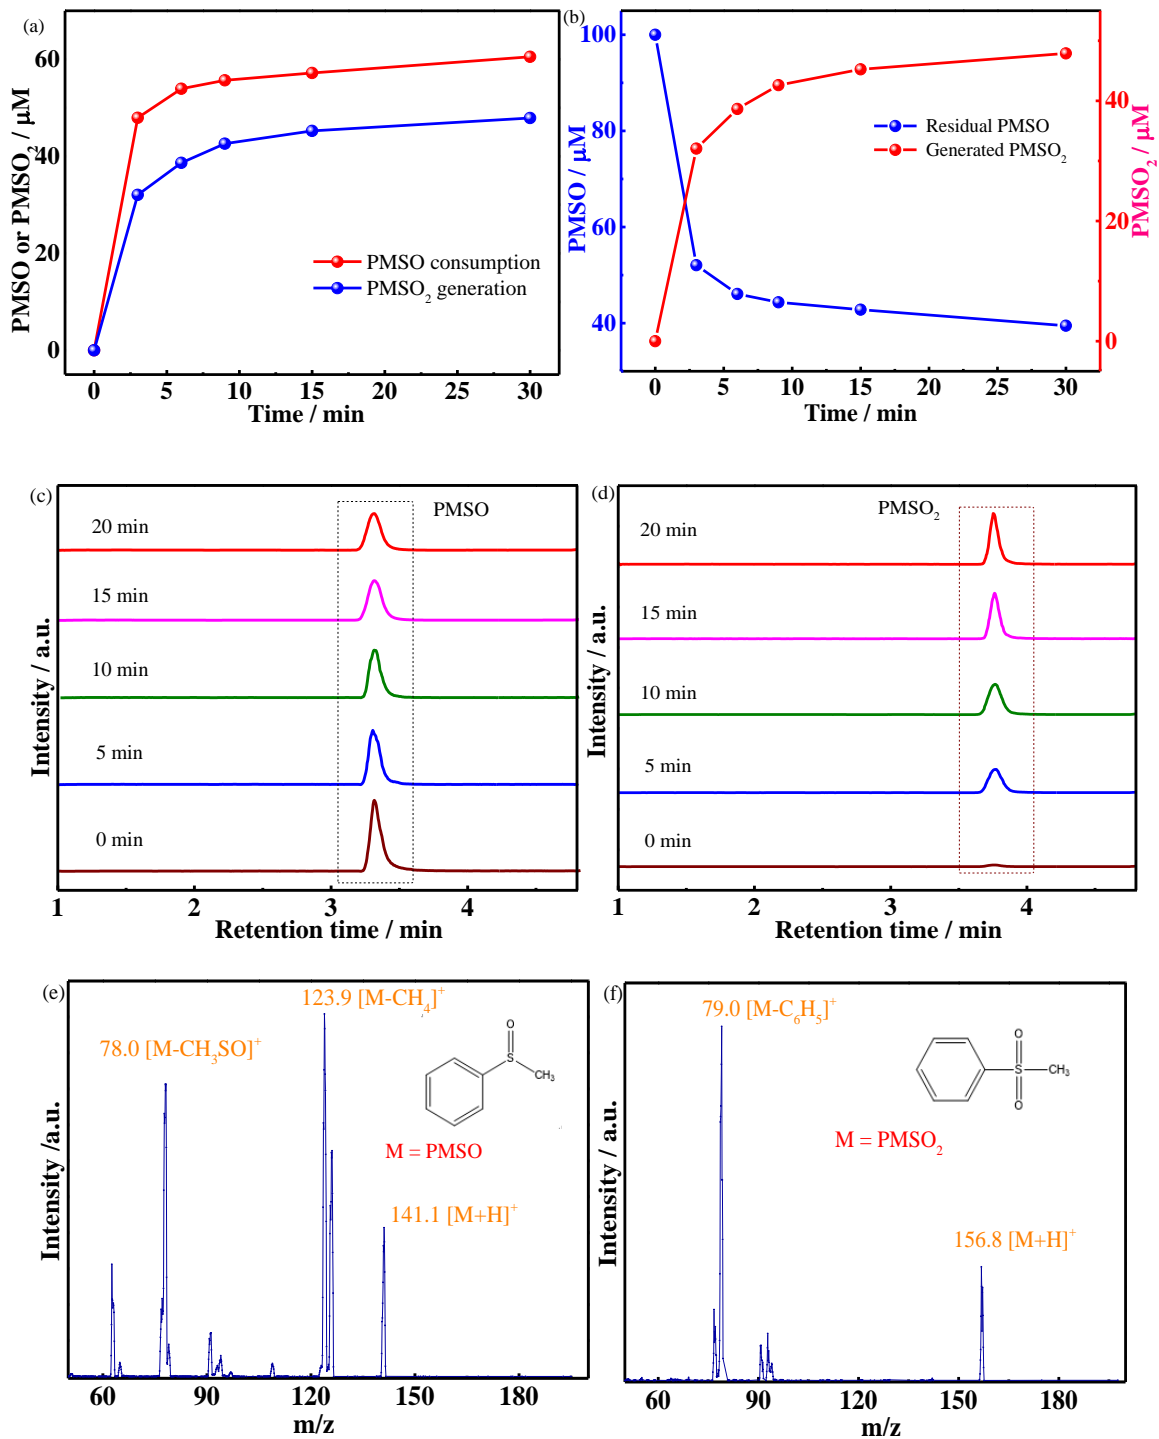 (a)
60
40
20
0
PMSO or PMSO₂ / μM
PMSO consumption
PMSO₂ generation
0 5 10 15 20 25 30
Time / min
(b)
100
80
60
40
PMSO / μM
Residual PMSO
Generated PMSO₂
40
20
0
PMSO₂ / μM
0 5 10 15 20 25 30
Time / min
(c)
PMSO
20 min
15 min
10 min
5 min
0 min
Intensity / a.u.
1 2 3 4
Retention time / min
(d)
PMSO₂
20 min
15 min
10 min
5 min
0 min
Intensity / a.u.
1 2 3 4
Retention time / min
(e)
123.9 [M-CH₄]⁺
78.0 [M-CH₃SO]⁺
O
S
CH₃
M = PMSO
141.1 [M+H]⁺
Intensity /a.u.
60 90 120 150 180
m/z
(f)
79.0 [M-C₆H₅]⁺
O
S CH₃
O
M = PMSO₂
156.8 [M+H]⁺
Intensity / a.u.
60 90 120 150 180
m/z